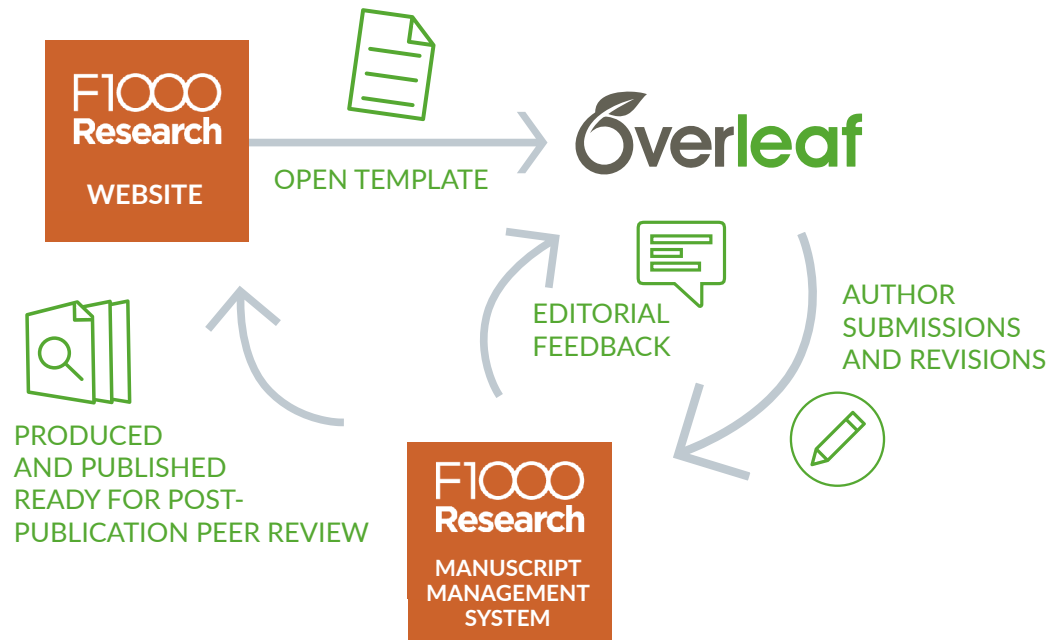 F1000
Research
WEBSITE
OPEN TEMPLATE
Overleaf
EDITORIAL
FEEDBACK
AUTHOR
SUBMISSIONS
AND REVISIONS
PRODUCED
AND PUBLISHED
READY FOR POST-
PUBLICATION PEER REVIEW
F1000
Research
MANUSCRIPT
MANAGEMENT
SYSTEM